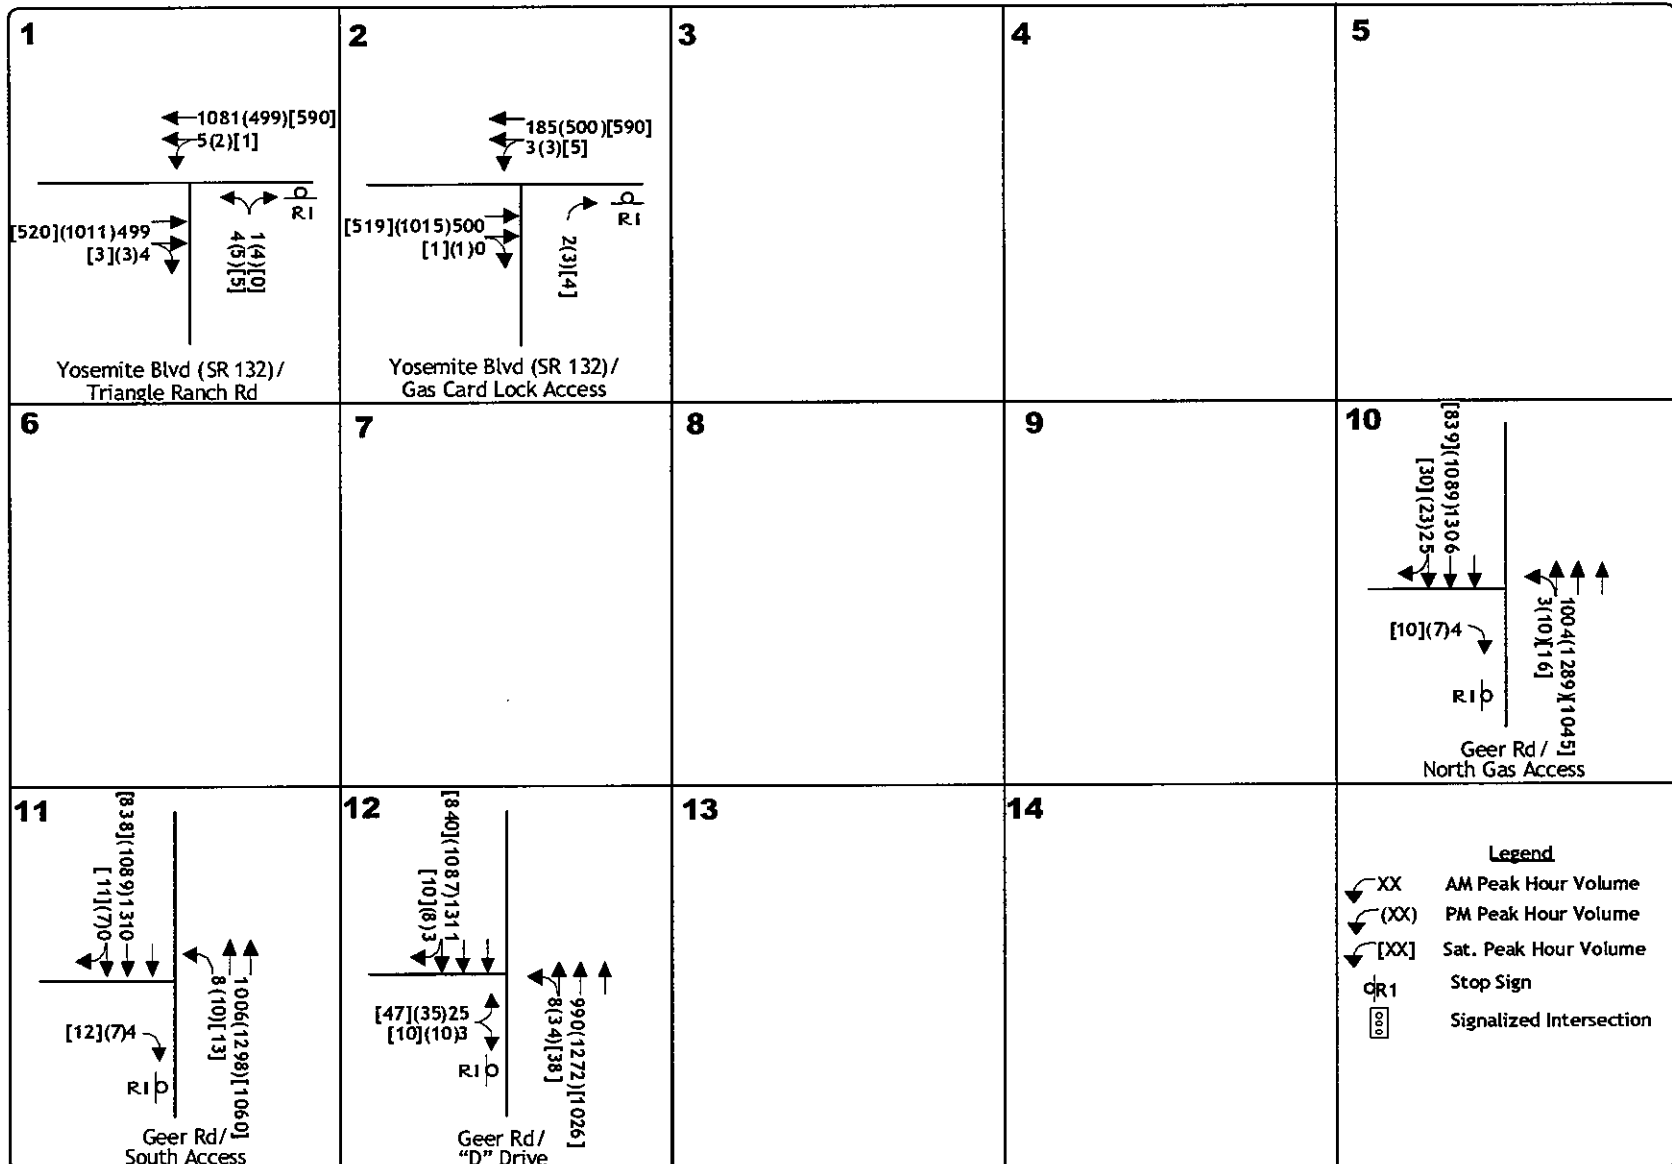 1
1081(499)[590]
5(2)[1]
R1
[520](1011)499
[3](3)4
1(4)[0]
4(5)[5]
Yosemite Blvd (SR 132)/
Triangle Ranch Rd
2
185(500)[590]
3(3)[5]
R1
[519](1015)500
[1](1)0
2(3)[4]
Yosemite Blvd (SR 132)/
Gas Card Lock Access
3
4
5
6
7
8
9
10
[839](1089)1306
[30](23)25
[10](7)4
R1
1004(1289)[1045]
3(10)[16]
Geer Rd/
North Gas Access
11
[838](1089)1310
[11](7)0
[12](7)4
R1
1006(1298)[1060]
8(10)[13]
Geer Rd/
South Access
12
[840](1087)1311
[10](8)3
[47](35)25
[10](10)3
R1
990(1272)[1026]
8(34)[38]
Geer Rd/
"D" Drive
13
14
Legend
XX AM Peak Hour Volume
(XX) PM Peak Hour Volume
[XX] Sat. Peak Hour Volume
R1 Stop Sign
Signalized Intersection